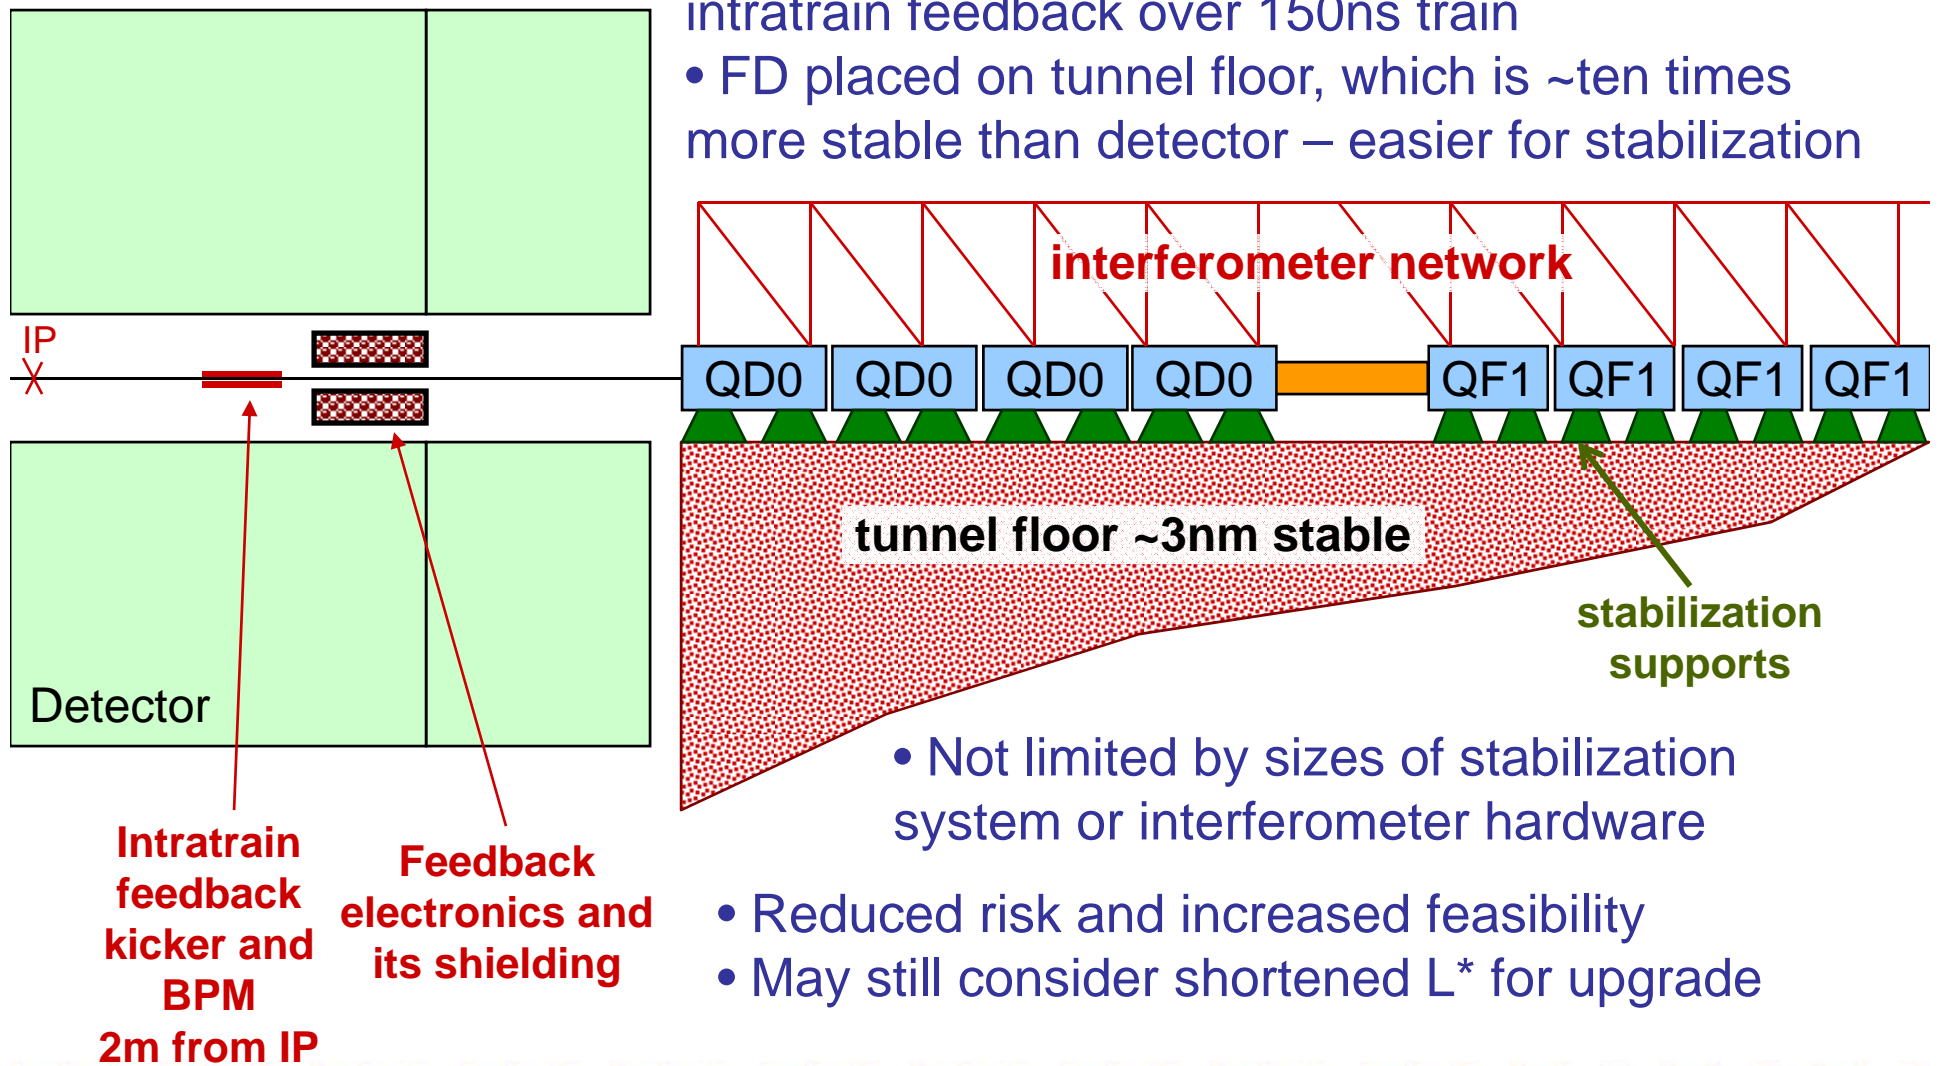 intratrain feedback over 150ns train
• FD placed on tunnel floor, which is ~ten times
more stable than detector – easier for stabilization
interferometer network
IP
QD0 QD0 QD0 QD0 QF1 QF1 QF1 QF1
tunnel floor ~3nm stable
stabilization
supports
Detector
• Not limited by sizes of stabilization
system or interferometer hardware
Intratrain
feedback
kicker and
BPM
2m from IP
Feedback
electronics and
its shielding
• Reduced risk and increased feasibility
• May still consider shortened L* for upgrade